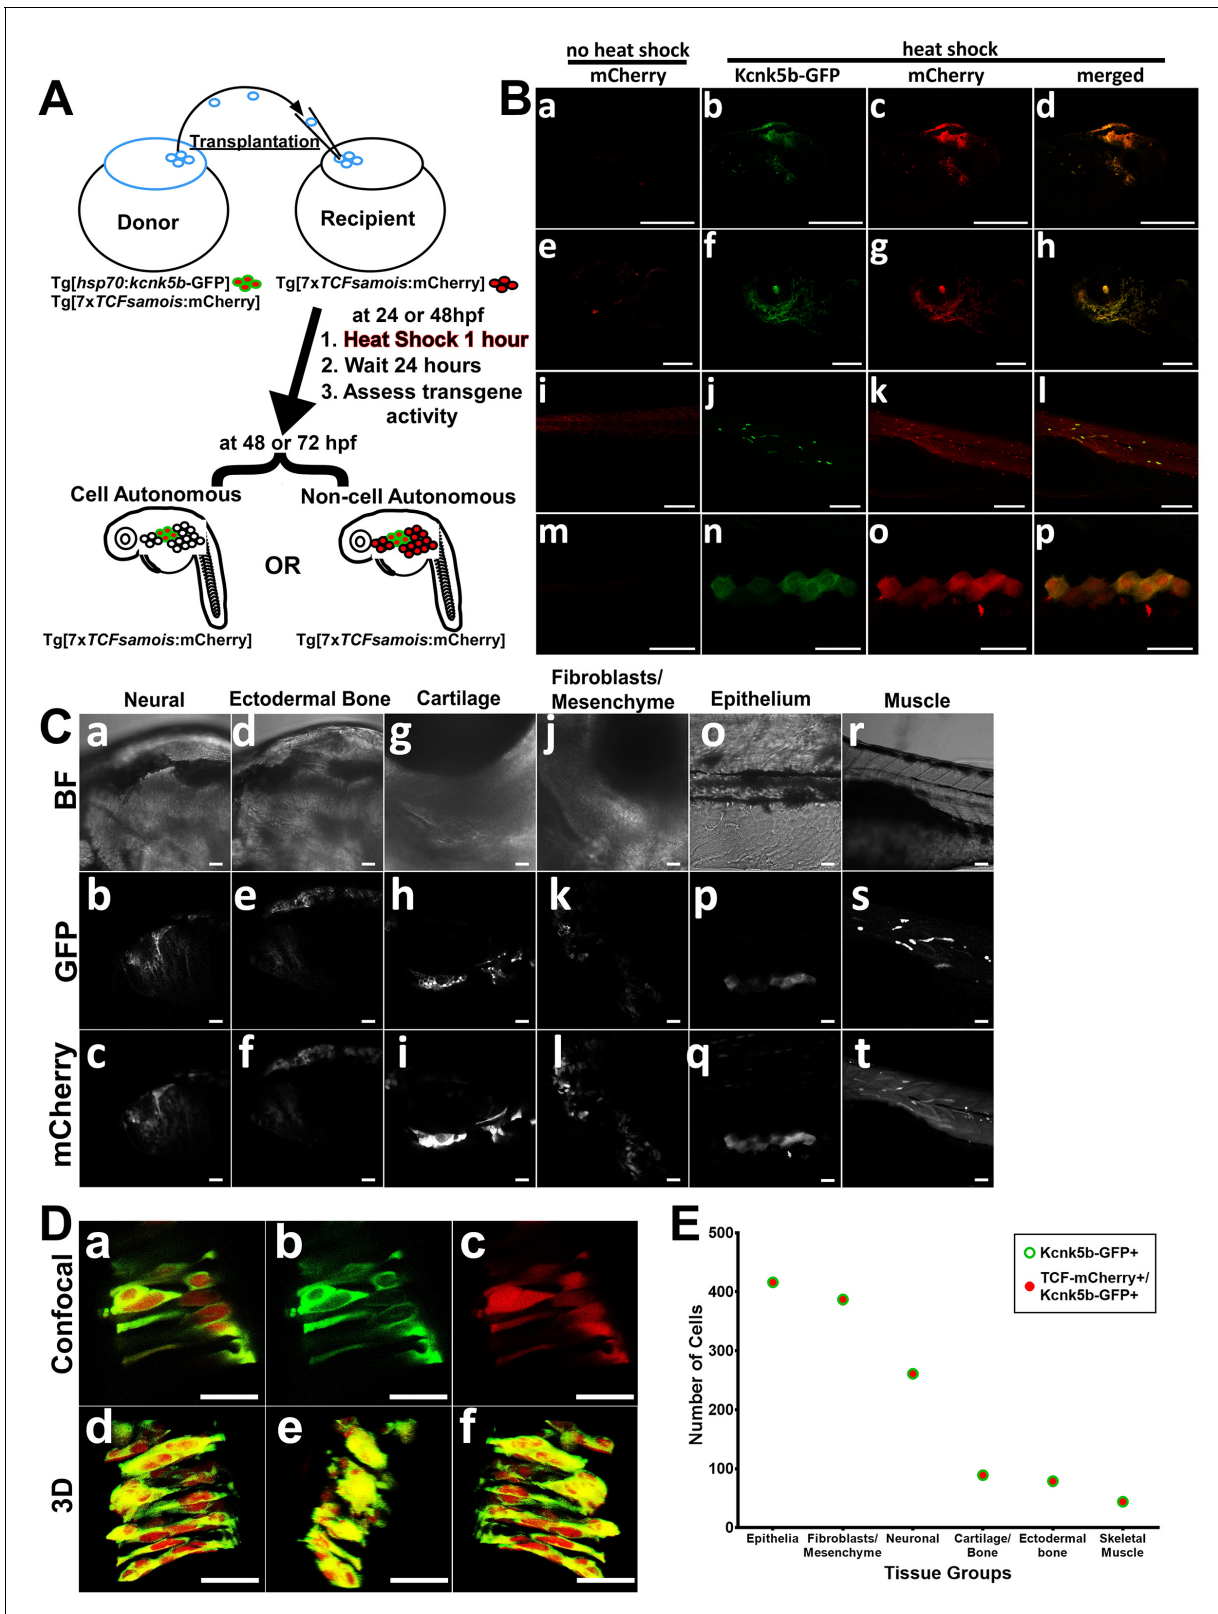 A
Transplantation
Donor
Recipient
Tg[hsp70:kcnk5b-GFP]
Tg[7xTCFsamois:mCherry]
Tg[7xTCFsamois:mCherry]
at 24 or 48hpf
1. Heat Shock 1 hour
2. Wait 24 hours
3. Assess transgene
activity
at 48 or 72 hpf
Cell Autonomous
Non-cell Autonomous
OR
Tg[7xTCFsamois:mCherry]
Tg[7xTCFsamois:mCherry]
B
no heat shock
heat shock
mCherry
Kcnk5b-GFP
mCherry
merged
a
b
c
d
e
f
g
h
i
j
k
l
m
n
o
p
C
Neural
Ectodermal Bone
Cartilage
Fibroblasts/
Mesenchyme
Epithelium
Muscle
BF
a
d
g
j
o
r
GFP
b
e
h
k
p
s
mCherry
c
f
i
l
q
t
D
Confocal
a
b
c
3D
d
e
f
E
Number of Cells
500
400
300
200
100
0
Kcnk5b-GFP+
TCF-mCherry+/
Kcnk5b-GFP+
Epithelia
Fibroblasts/
Mesenchyme
Neuronal
Cartilage/
Bone
Ectodermal
bone
Skeletal
Muscle
Tissue Groups